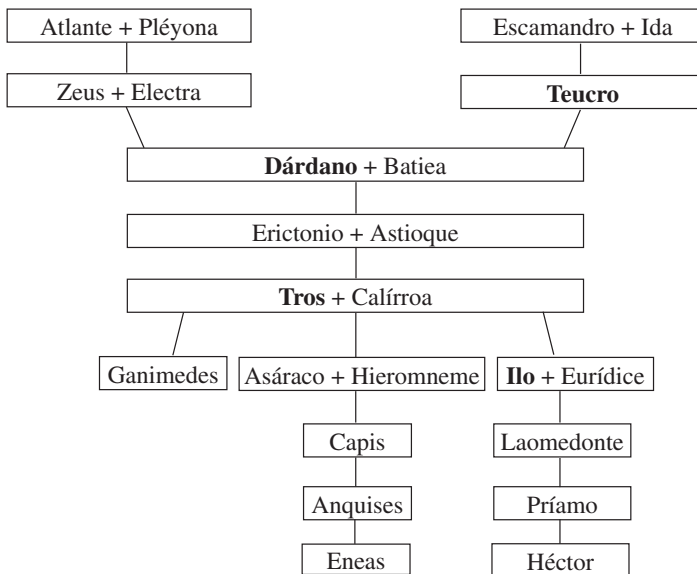 Atlante + Pléyona
Escamandro + Ida
Zeus + Electra
Teucro
Dárdano + Batiea
Erictonio + Astioque
Tros + Calírroa
Ganimedes
Asáraco + Hieromneme
Ilo + Eurídice
Capis
Laomedonte
Anquises
Príamo
Eneas
Héctor